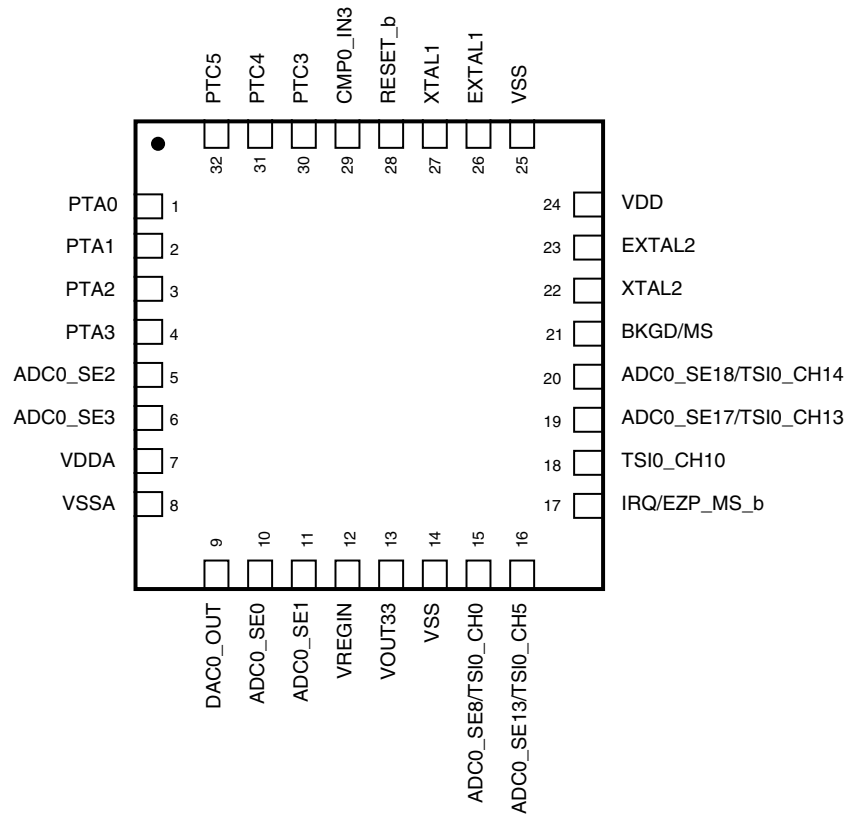 PTC5
PTC4
PTC3
CMP0_IN3
RESET_b
XTAL1
EXTAL1
VSS
32
31
30
29
28
27
26
25
PTA0 1
PTA1 2
PTA2 3
PTA3 4
ADC0_SE2 5
ADC0_SE3 6
VDDA 7
VSSA 8
24 VDD
23 EXTAL2
22 XTAL2
21 BKGD/MS
20 ADC0_SE18/TSI0_CH14
19 ADC0_SE17/TSI0_CH13
18 TSI0_CH10
17 IRQ/EZP_MS_b
9
10
11
12
13
14
15
16
DAC0_OUT
ADC0_SE0
ADC0_SE1
VREGIN
VOUT33
VSS
ADC0_SE8/TSI0_CH0
ADC0_SE13/TSI0_CH5